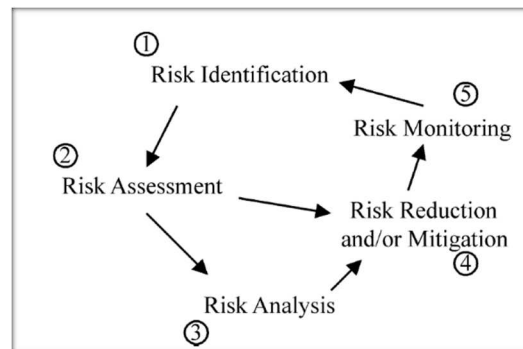 ①
Risk Identification
②
Risk Assessment
③
Risk Analysis
④
Risk Reduction
and/or Mitigation
⑤
Risk Monitoring